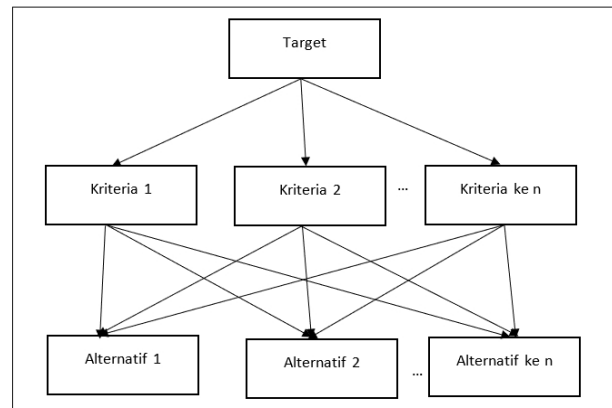 Target
Kriteria 1
Kriteria 2
...
Kriteria ke n
Alternatif 1
Alternatif 2
...
Alternatif ke n